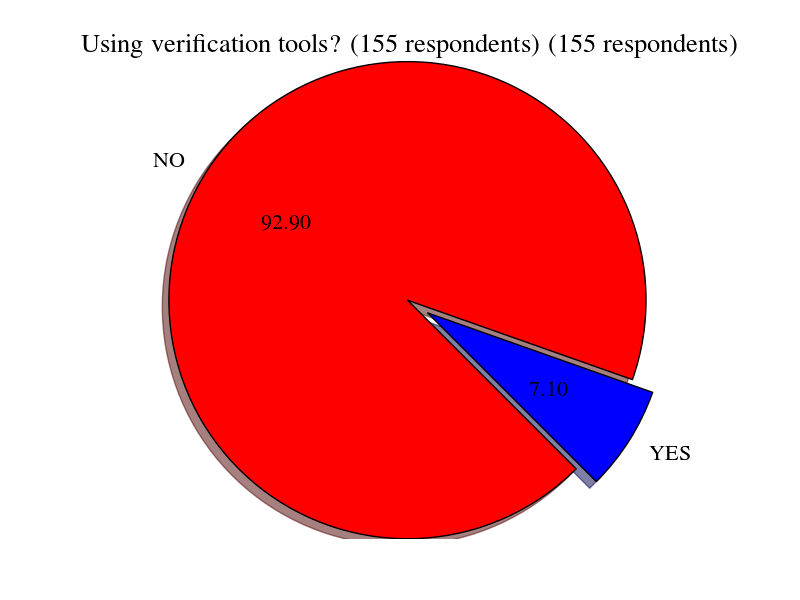 Using verification tools? (155 respondents) (155 respondents)
NO
92.90
7.10
YES